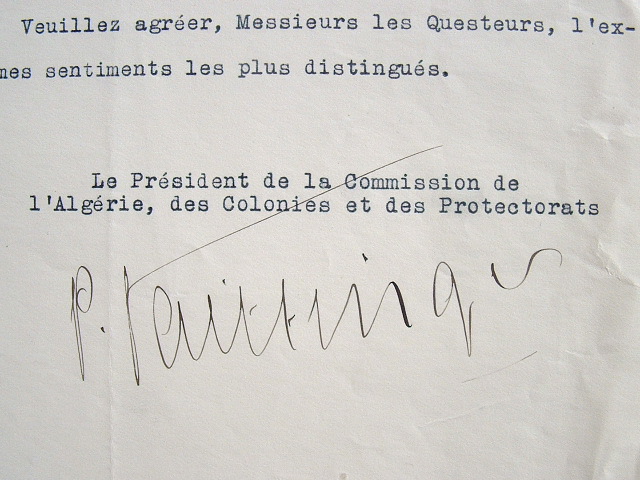 Veuillez agréer, Messieurs les Questeurs, l'ex-
mes sentiments les plus distingués.
Le Président de la Commission de
l'Algérie, des Colonies et des Protectorats
P. Taittinger